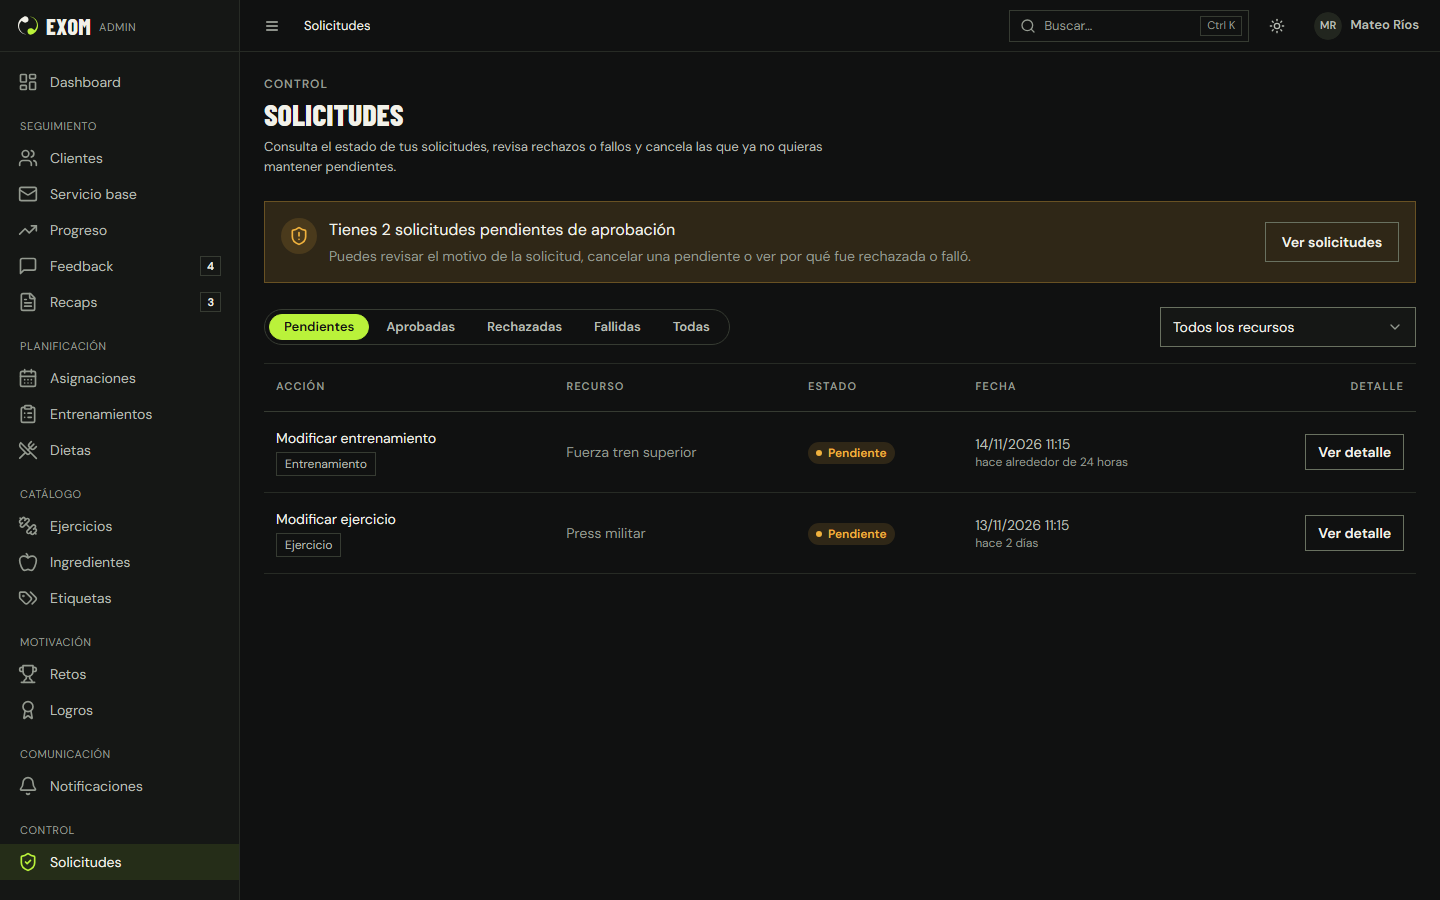 EXOM ADMIN
Solicitudes
Buscar...
Ctrl K
MR
Mateo Ríos
Dashboard
SEGUIMIENTO
Clientes
Servicio base
Progreso
Feedback
4
Recaps
3
PLANIFICACIÓN
Asignaciones
Entrenamientos
Dietas
CATÁLOGO
Ejercicios
Ingredientes
Etiquetas
MOTIVACIÓN
Retos
Logros
COMUNICACIÓN
Notificaciones
CONTROL
Solicitudes
CONTROL
SOLICITUDES
Consulta el estado de tus solicitudes, revisa rechazos o fallos y cancela las que ya no quieras
mantener pendientes.
Tienes 2 solicitudes pendientes de aprobación
Puedes revisar el motivo de la solicitud, cancelar una pendiente o ver por qué fue rechazada o falló.
Ver solicitudes
Pendientes
Aprobadas
Rechazadas
Fallidas
Todas
Todos los recursos
ACCIÓN
RECURSO
ESTADO
FECHA
DETALLE
Modificar entrenamiento
Entrenamiento
Fuerza tren superior
Pendiente
14/11/2026 11:15
hace alrededor de 24 horas
Ver detalle
Modificar ejercicio
Ejercicio
Press militar
Pendiente
13/11/2026 11:15
hace 2 días
Ver detalle